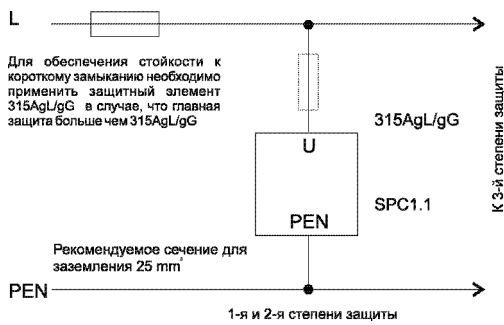 L
Для обеспечения стойкости к
короткому замыканию необходимо
применить защитный элемент
315AgL/gG в случае, что главная
защита больше чем 315AgL/gG
315AgL/gG
U
К 3-й степени защиты
SPC1.1
PEN
Рекомендуемое сечение для
заземления 25 mm²
PEN
1-я и 2-я степени защиты